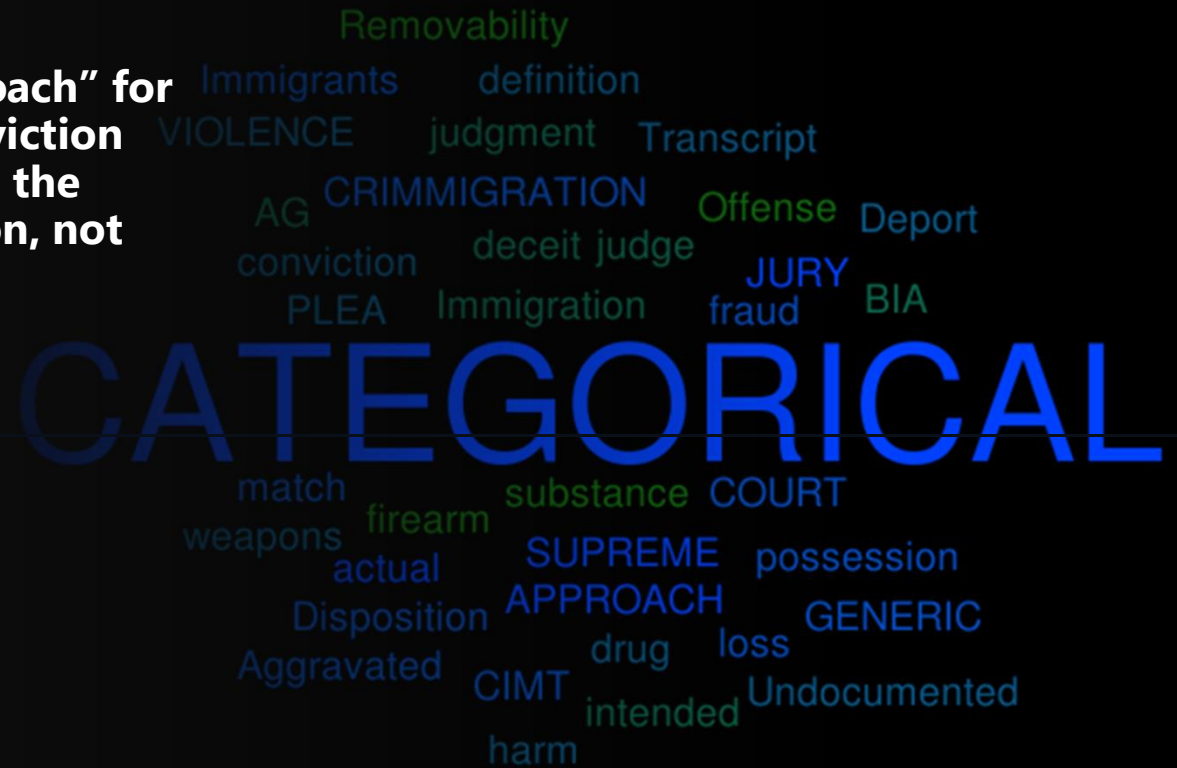 Removability
oach” for
Immigrants definition
viction
VIOLENCE judgment Transcript
the
CRIMMIGRATION Offense
AG Deport
on, not
deceit judge
conviction JURY
PLEA Immigration fraud BIA
CATEGORICAL
match substance COURT
firearm
weapons SUPREME possession
actual
APPROACH
Disposition GENERIC
drug loss
Aggravated CIMT Undocumented
intended
harm